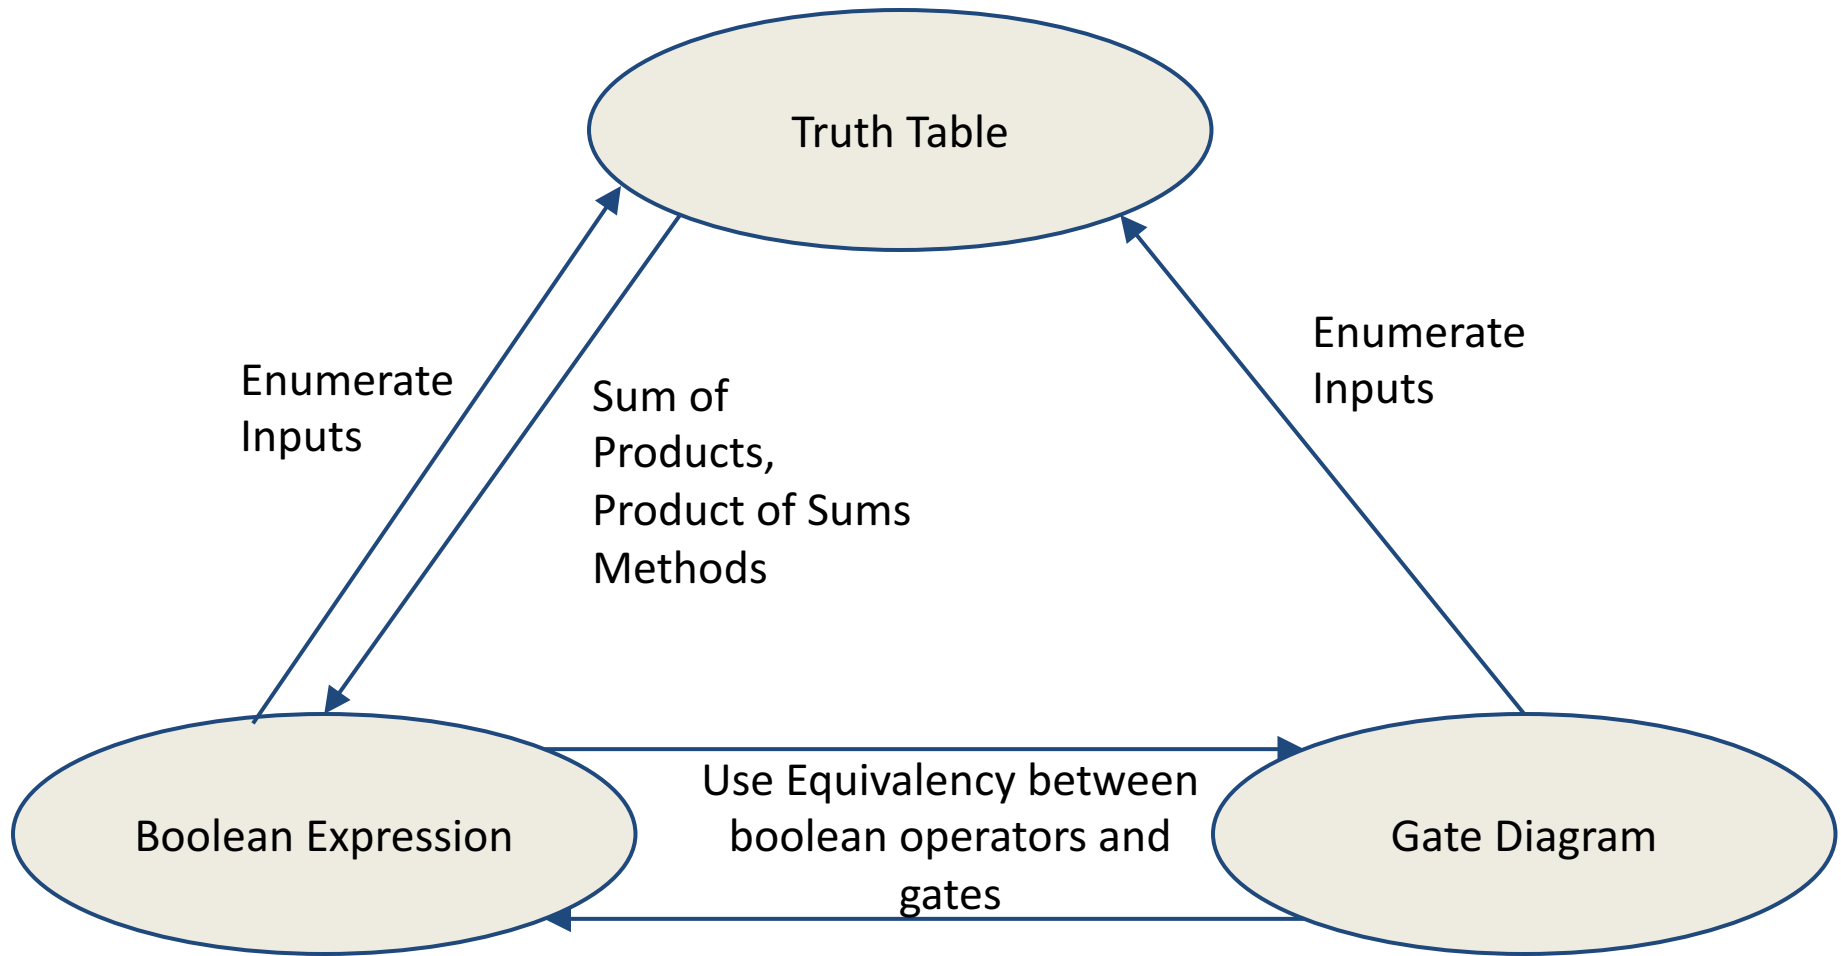 Truth Table
Enumerate
Inputs
Sum of
Products,
Product of Sums
Methods
Enumerate
Inputs
Boolean Expression
Use Equivalency between
boolean operators and
gates
Gate Diagram